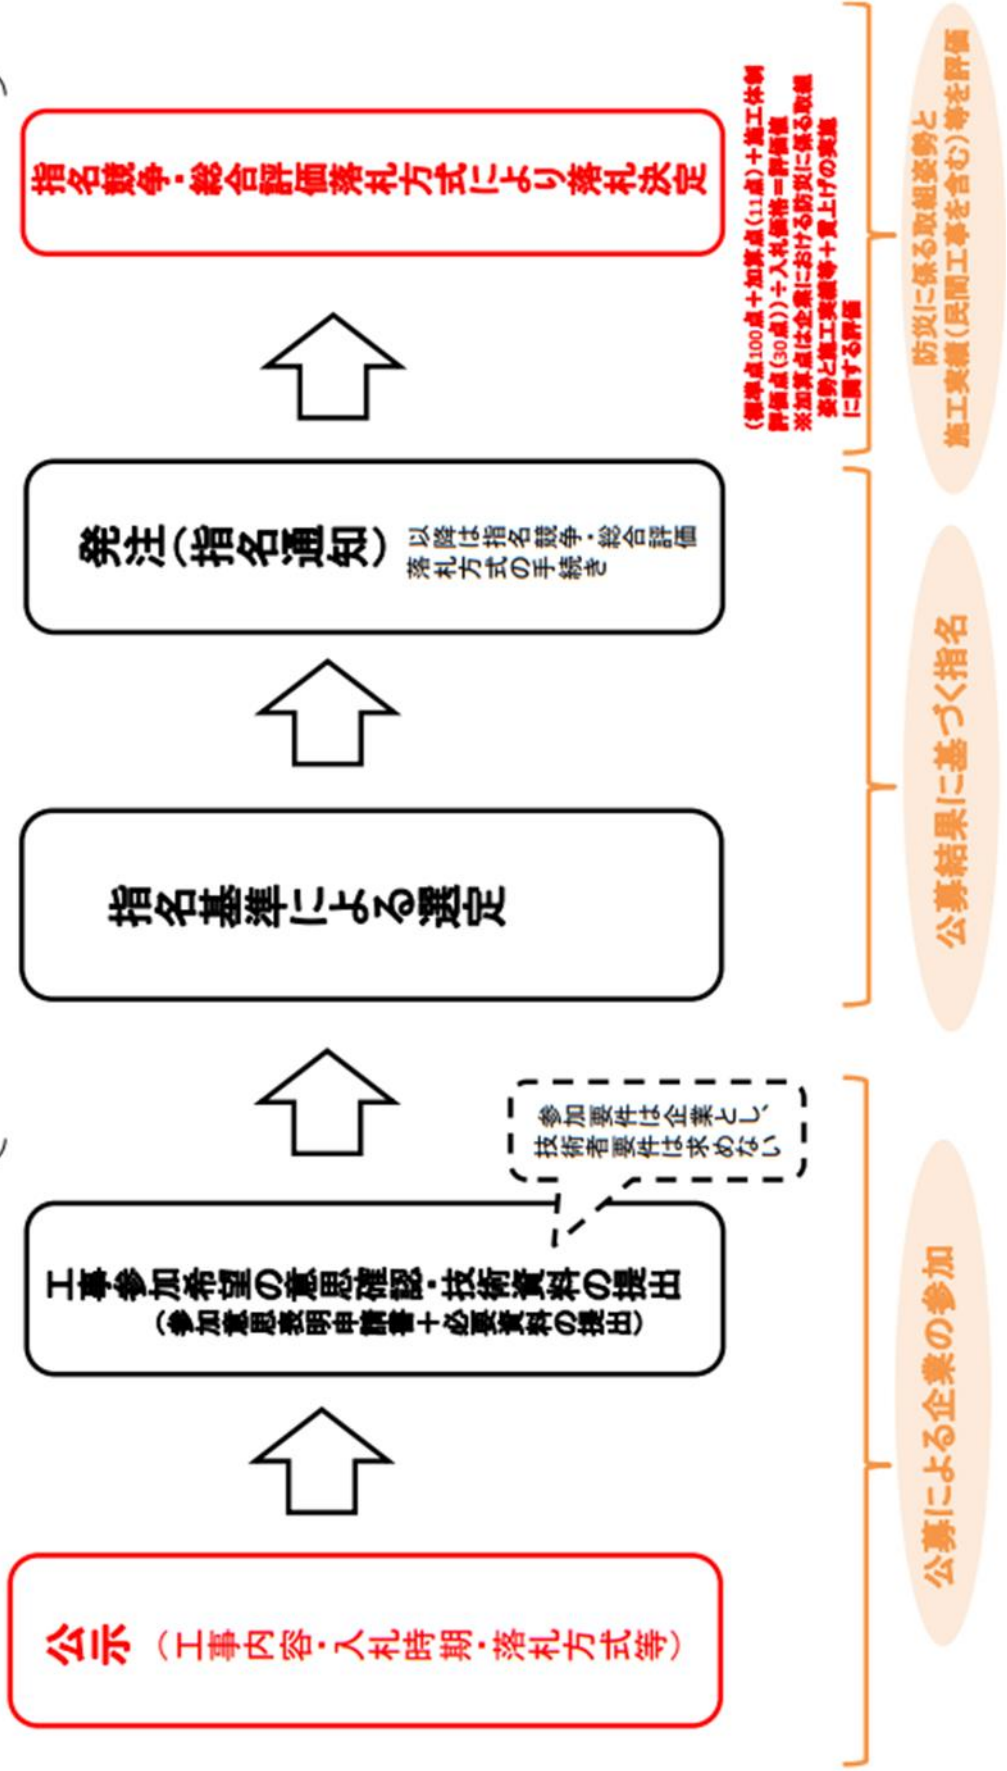 公示
（工事内容・入札時期・落札方式等）
工事参加希望の意思確認・技術資料の提出
（参加意思表明申請書＋必要資料の提出）
参加要件は企業とし、
技術者要件は求めない
指名基準による選定
発注（指名通知）
以降は指名競争・総合評価
落札方式の手続き
指名競争・総合評価落札方式により落札決定
（標準点100点＋加算点（11点）＋施工体制
評価点（30点））÷入札価格＝評価値
※加算点は企業における防災に係る取組
姿勢と施工実績等＋賃上げの実施
に関する評価
公募による企業の参加
公募結果に基づく指名
防災に係る取組姿勢と
施工実績（民間工事を含む）等を評価